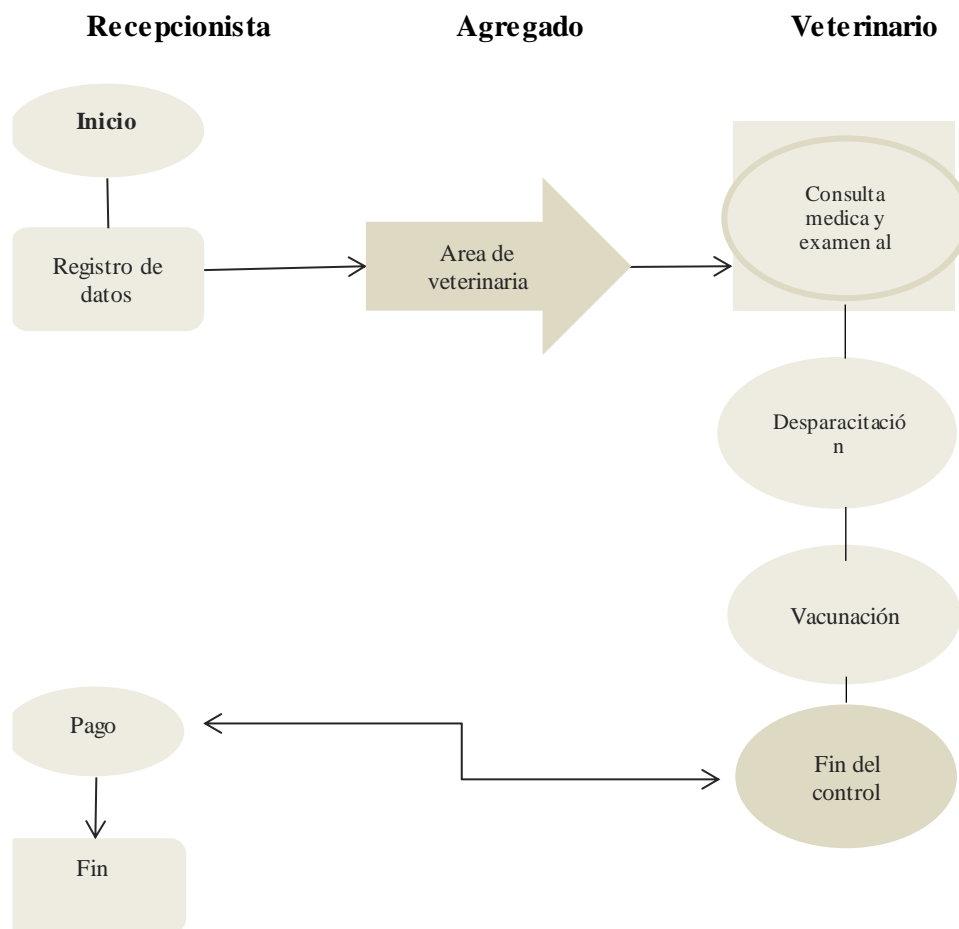 Recepcionista
Agregado
Veterinario
Inicio
Registro de
datos
Area de
veterinaria
Consulta
medica y
examen al
Desparacitació
n
Vacunación
Pago
Fin del
control
Fin